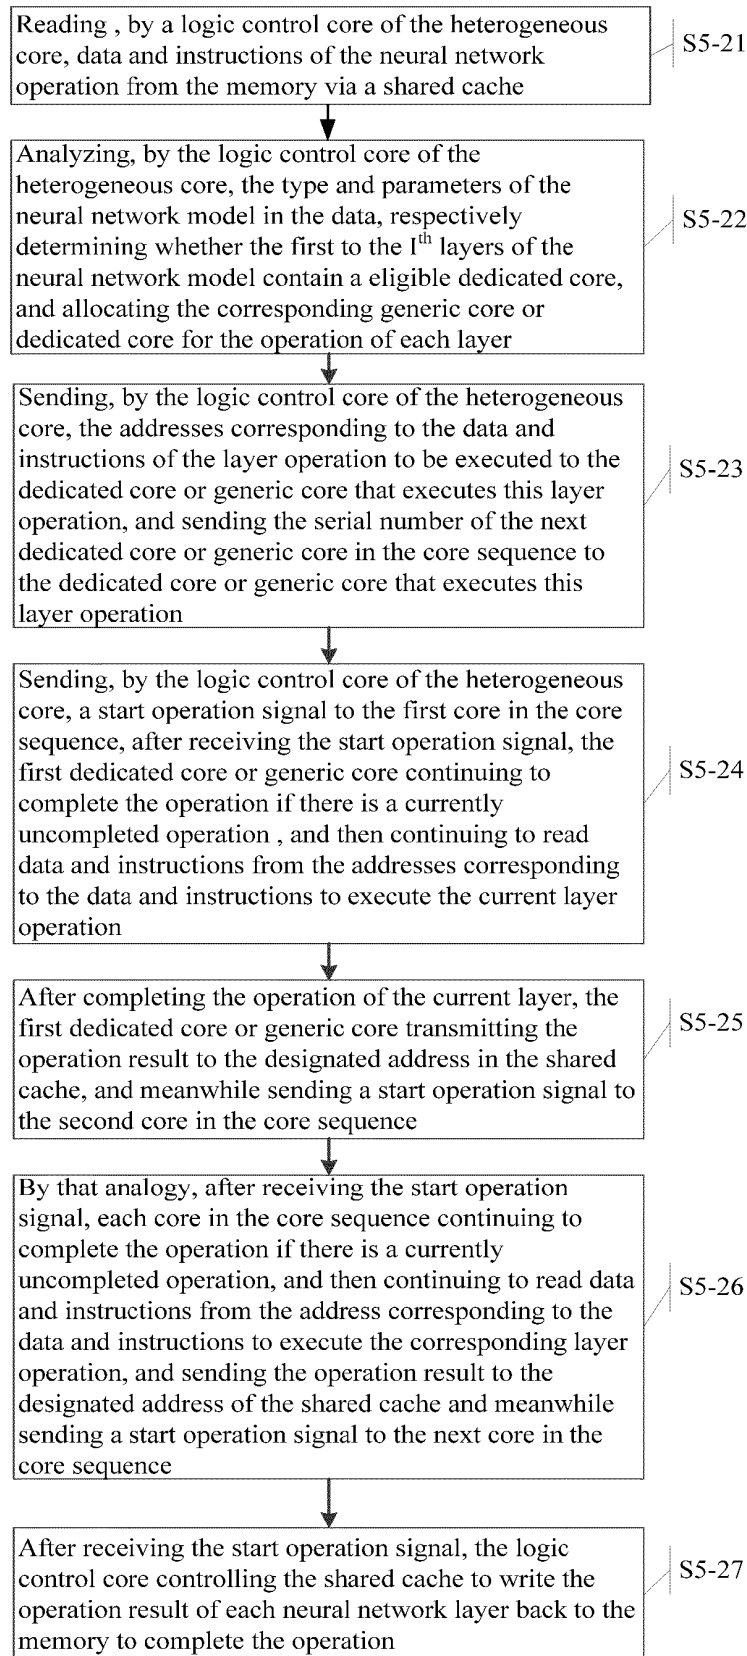 Reading , by a logic control core of the heterogeneous
core, data and instructions of the neural network
operation from the memory via a shared cache
S5-21
Analyzing, by the logic control core of the
heterogeneous core, the type and parameters of the
neural network model in the data, respectively
determining whether the first to the Ith layers of the
neural network model contain a eligible dedicated core,
and allocating the corresponding generic core or
dedicated core for the operation of each layer
S5-22
Sending, by the logic control core of the heterogeneous
core, the addresses corresponding to the data and
instructions of the layer operation to be executed to the
dedicated core or generic core that executes this layer
operation, and sending the serial number of the next
dedicated core or generic core in the core sequence to
the dedicated core or generic core that executes this
layer operation
S5-23
Sending, by the logic control core of the heterogeneous
core, a start operation signal to the first core in the core
sequence, after receiving the start operation signal, the
first dedicated core or generic core continuing to
complete the operation if there is a currently
uncompleted operation , and then continuing to read
data and instructions from the addresses corresponding
to the data and instructions to execute the current layer
operation
S5-24
After completing the operation of the current layer, the
first dedicated core or generic core transmitting the
operation result to the designated address in the shared
cache, and meanwhile sending a start operation signal to
the second core in the core sequence
S5-25
By that analogy, after receiving the start operation
signal, each core in the core sequence continuing to
complete the operation if there is a currently
uncompleted operation, and then continuing to read data
and instructions from the address corresponding to the
data and instructions to execute the corresponding layer
operation, and sending the operation result to the
designated address of the shared cache and meanwhile
sending a start operation signal to the next core in the
core sequence
S5-26
After receiving the start operation signal, the logic
control core controlling the shared cache to write the
operation result of each neural network layer back to the
memory to complete the operation
S5-27